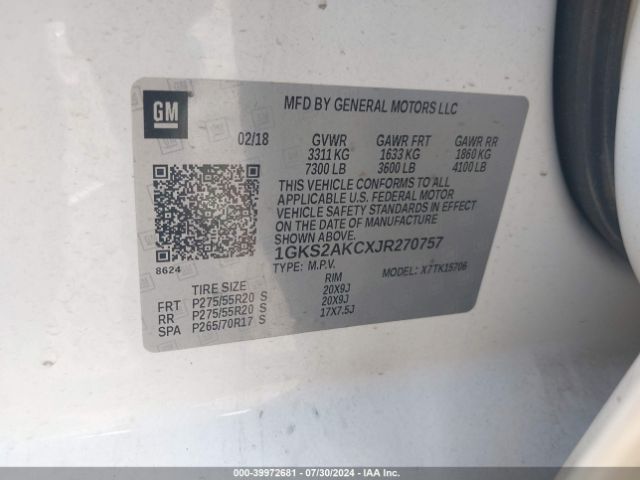 GM
MFD BY GENERAL MOTORS LLC
02/18 GVWR GAWR FRT GAWR RR
3311 KG 1633 KG 1860 KG
7300 LB 3600 LB 4100 LB
THIS VEHICLE CONFORMS TO ALL
APPLICABLE U.S. FEDERAL MOTOR
VEHICLE SAFETY STANDARDS IN EFFECT
ON THE DATE OF MANUFACTURE
SHOWN ABOVE.
1GKS2AKCXJR270757
8624
TYPE: M.P.V. MODEL: X7TK15706
TIRE SIZE RIM
FRT P275/55R20 S 20X9J
RR P275/55R20 S 20X9J
SPA P265/70R17 S 17X7.5J
000-39972681 - 07/30/2024 - IAAI.com